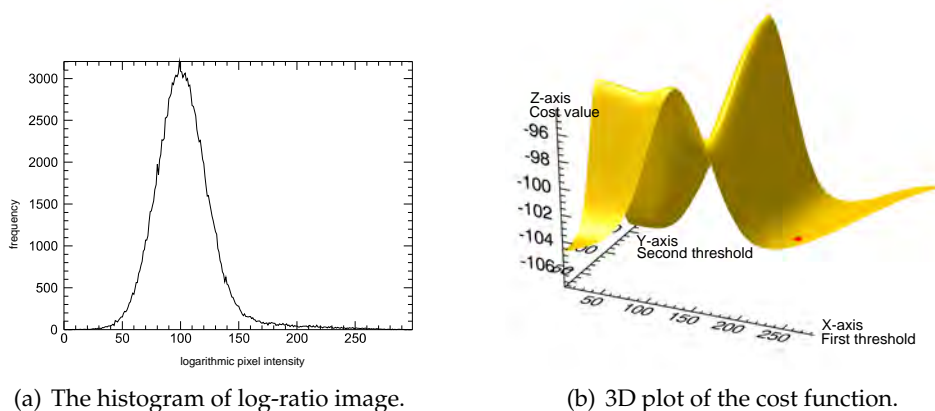 3000
2500
2000
1500
1000
500
0
frequency
0 50 100 150 200 250
logarithmic pixel intensity
(a) The histogram of log-ratio image.
Z-axis
Cost value
-96
-98
-100
-102
-104
-106
Y-axis
Second threshold
50 100 150 200 250
X-axis
First threshold
(b) 3D plot of the cost function.